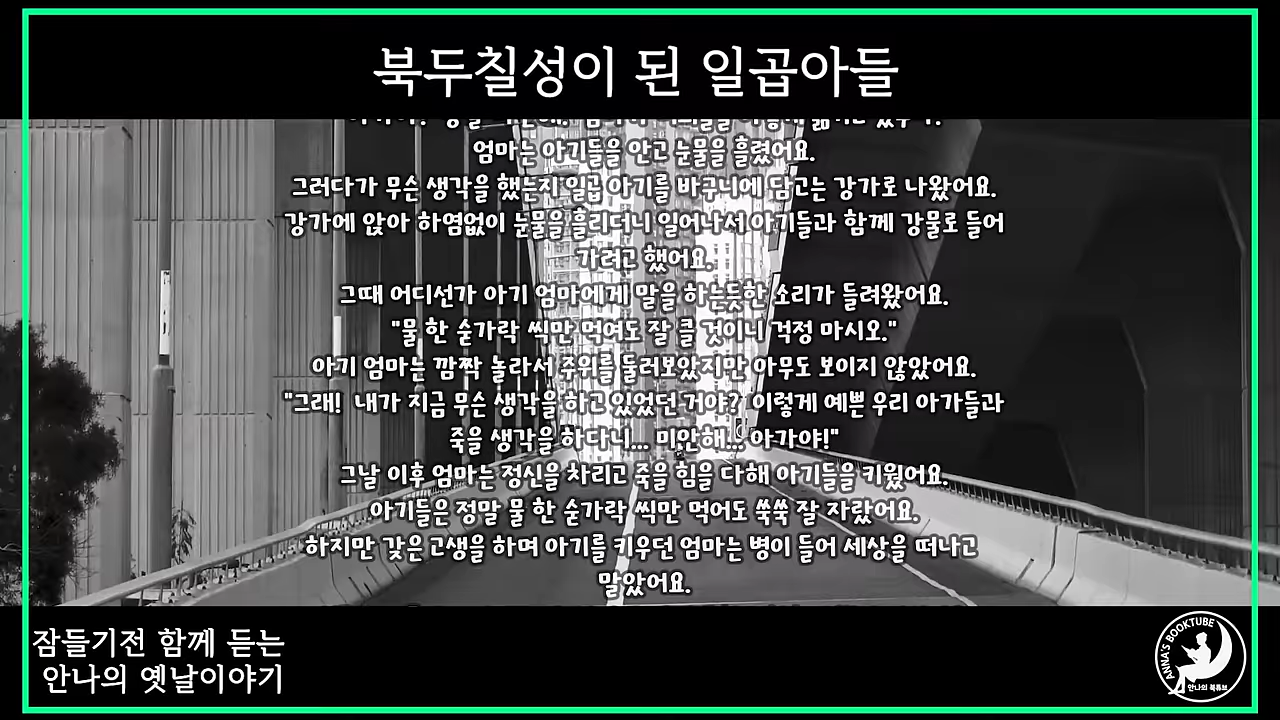 북두칠성이 된 일곱아들
엄마는 아기들을 안고 눈물을 흘렸어요.
그러다가 무슨 생각을 했는지 일곱 아기를 바구니에 담고는 강가로 나왔어요.
강가에 앉아 하염없이 눈물을 흘리더니 일어나서 아기들과 함께 강물로 들어
가려고 했어요.
그때 어디선가 아기 엄마에게 말을 하는듯한 소리가 들려왔어요.
"물 한 숟가락 씩만 먹여도 잘 클 것이니 걱정 마시오."
아기 엄마는 깜짝 놀라서 주위를 둘러보았지만 아무도 보이지 않았어요.
"그래! 내가 지금 무슨 생각을 하고 있었던 거야? 이렇게 예쁜 우리 아가들과
죽을 생각을 하다니... 미안해... 아가야!"
그날 이후 엄마는 정신을 차리고 죽을 힘을 다해 아기들을 키웠어요.
아기들은 정말 물 한 숟가락 씩만 먹어도 쑥쑥 잘 자랐어요.
하지만 갖은 고생을 하며 아기를 키우던 엄마는 병이 들어 세상을 떠나고
말았어요.
잠들기전 함께 듣는
안나의 옛날이야기
ANNA'S BOOKTUBE
안나의 북튜브